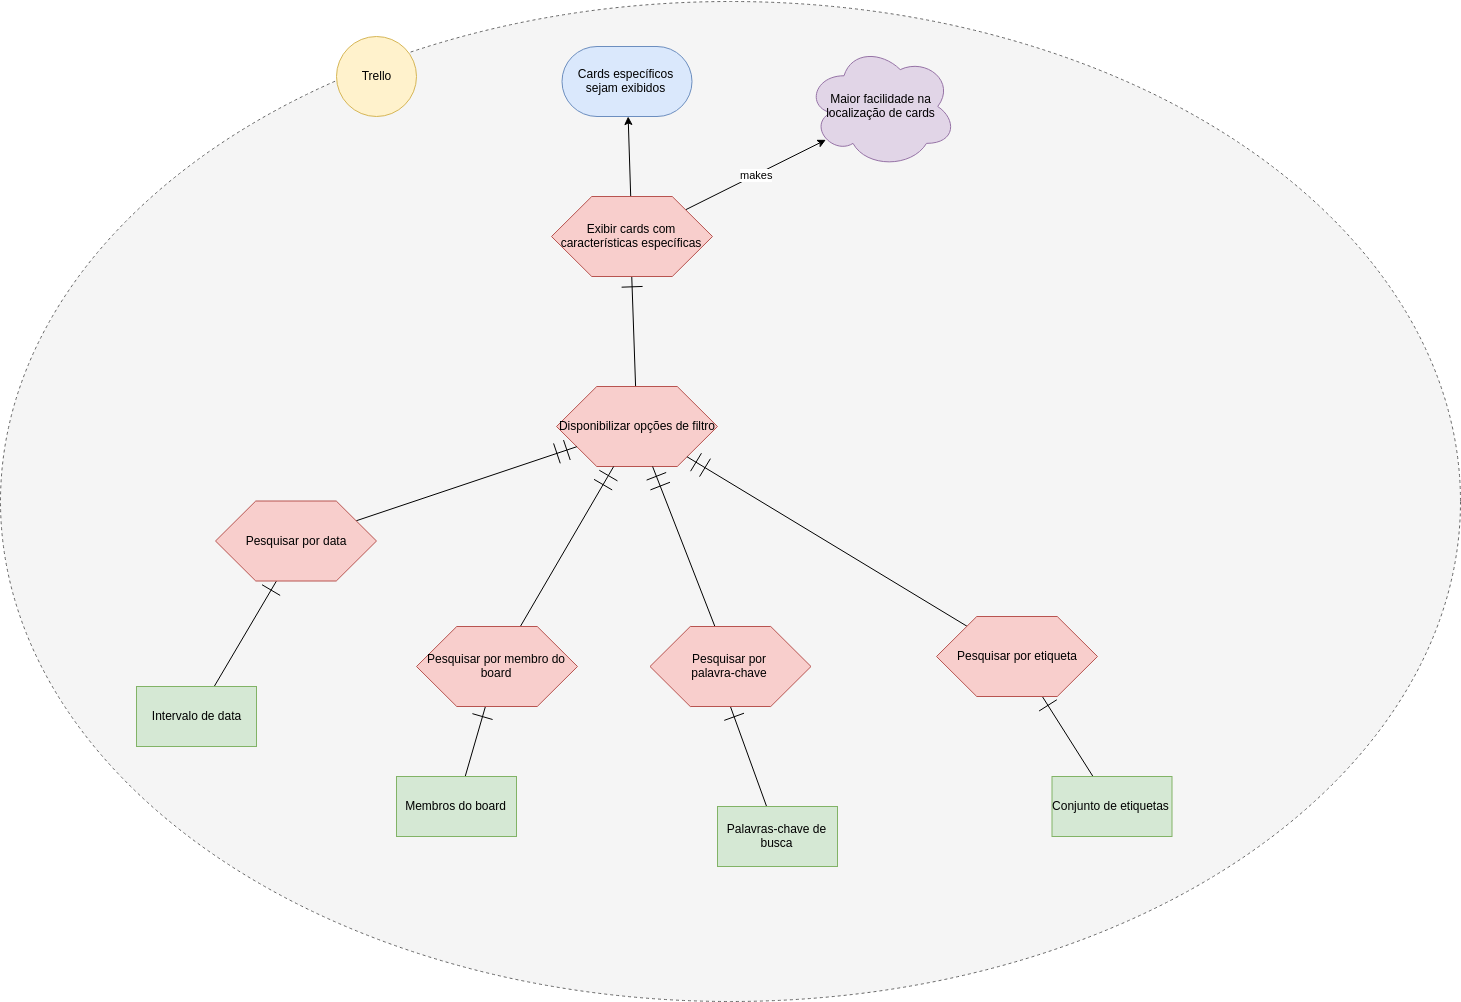 Trello
Cards específicos
sejam exibidos
Maior facilidade na
localização de cards
makes
Exibir cards com
características específicas
Disponibilizar opções de filtro
Pesquisar por data
Pesquisar por membro do
board
Pesquisar por
palavra-chave
Pesquisar por etiqueta
Intervalo de data
Membros do board
Palavras-chave de
busca
Conjunto de etiquetas